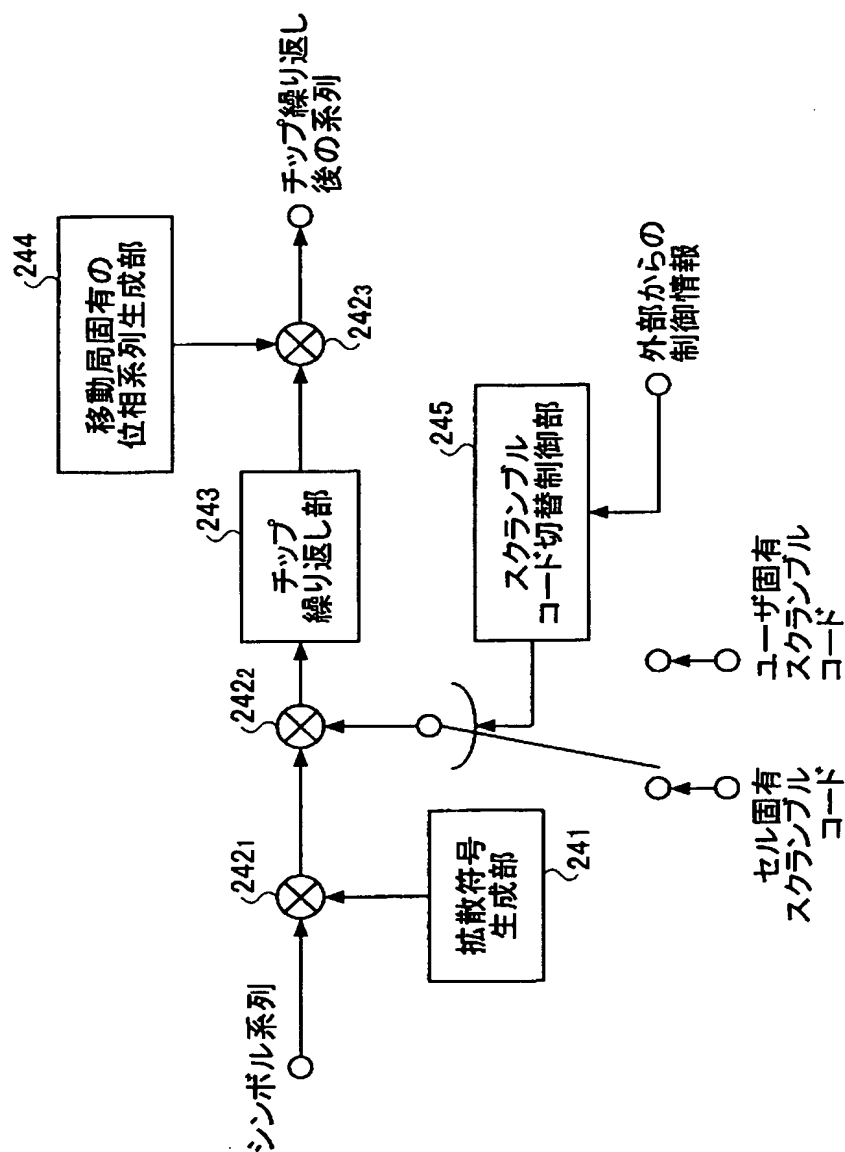 シンボル系列
242₁
拡散符号
生成部
241
242₂
243
チップ
繰り返し部
244
移動局固有の
位相系列生成部
242₃
チップ繰り返し
後の系列
245
スクランブル
コード切替制御部
外部からの
制御情報
セル固有
スクランブル
コード
ユーザ固有
スクランブル
コード